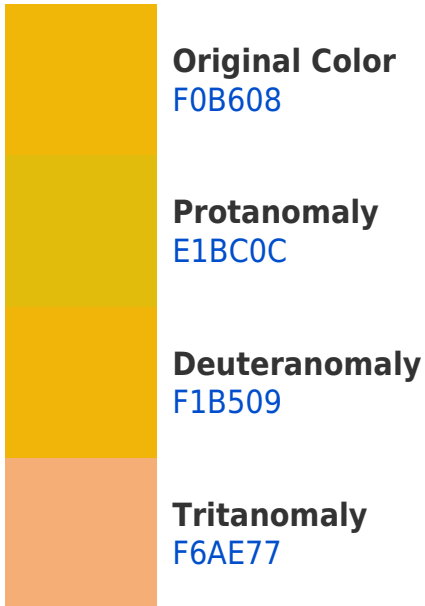 Original Color
F0B608
Protanomaly
E1BC0C
Deuteranomaly
F1B509
Tritanomaly
F6AE77